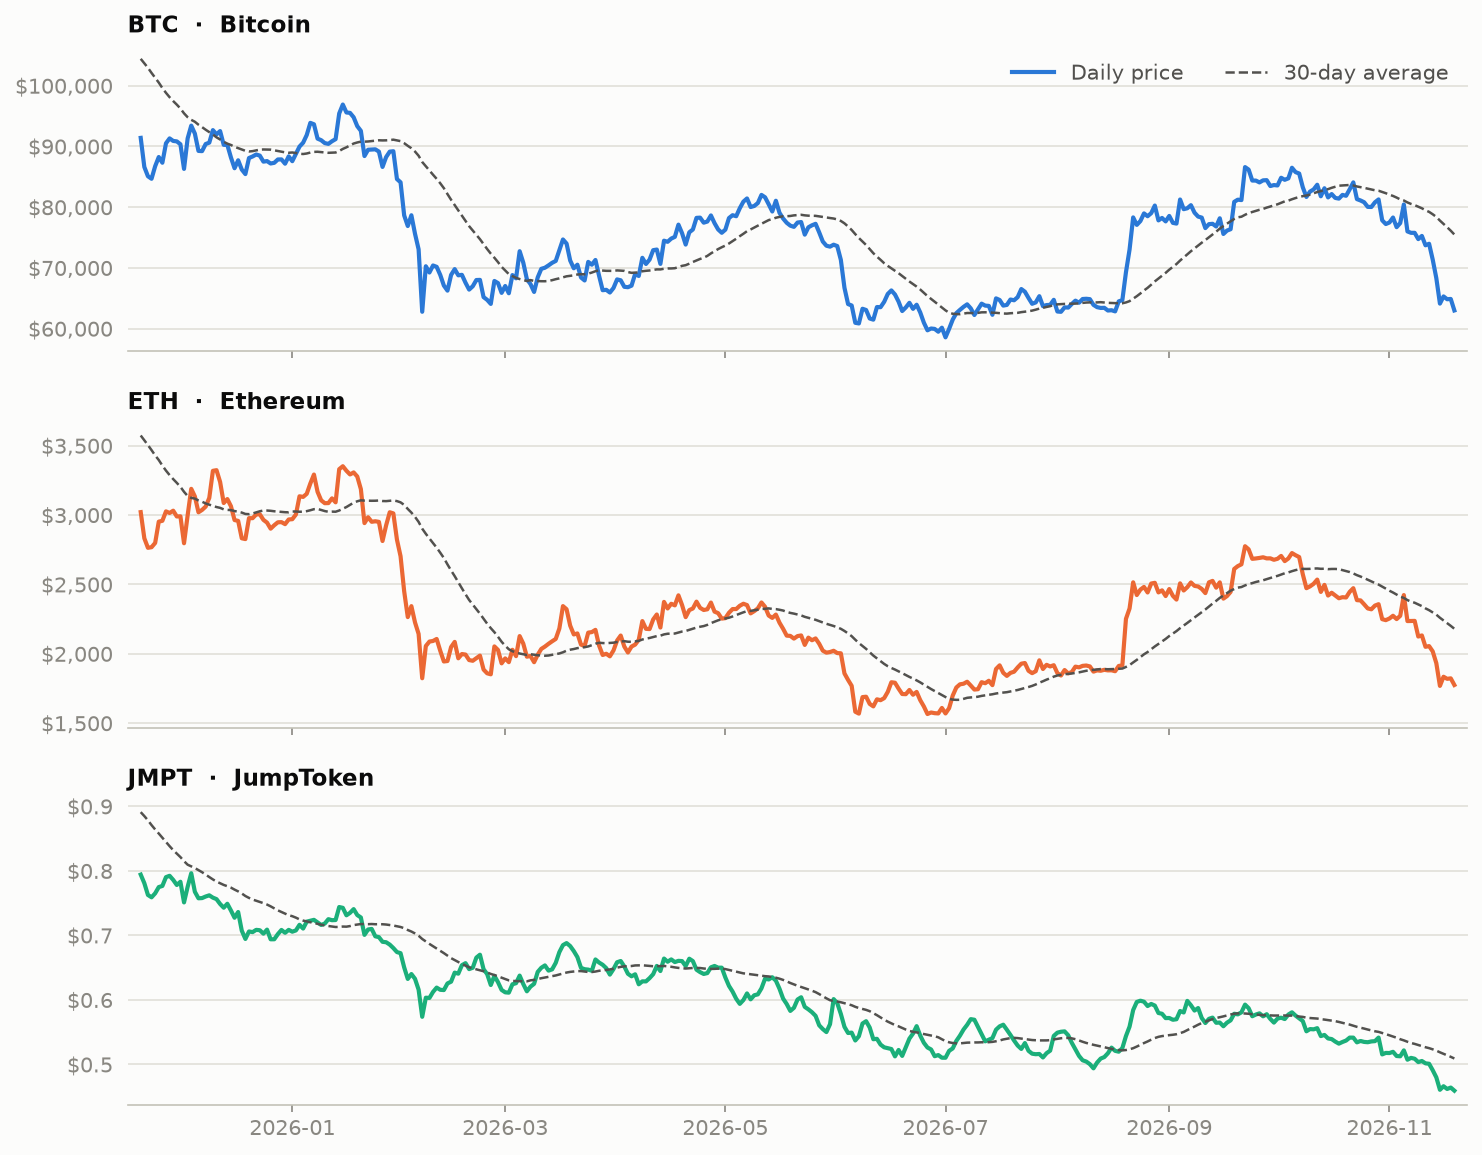 BTC · Bitcoin
Daily price
30-day average
$100,000
$90,000
$80,000
$70,000
$60,000
ETH · Ethereum
$3,500
$3,000
$2,500
$2,000
$1,500
JMPT · JumpToken
$0.9
$0.8
$0.7
$0.6
$0.5
2026-01 2026-03 2026-05 2026-07 2026-09 2026-11